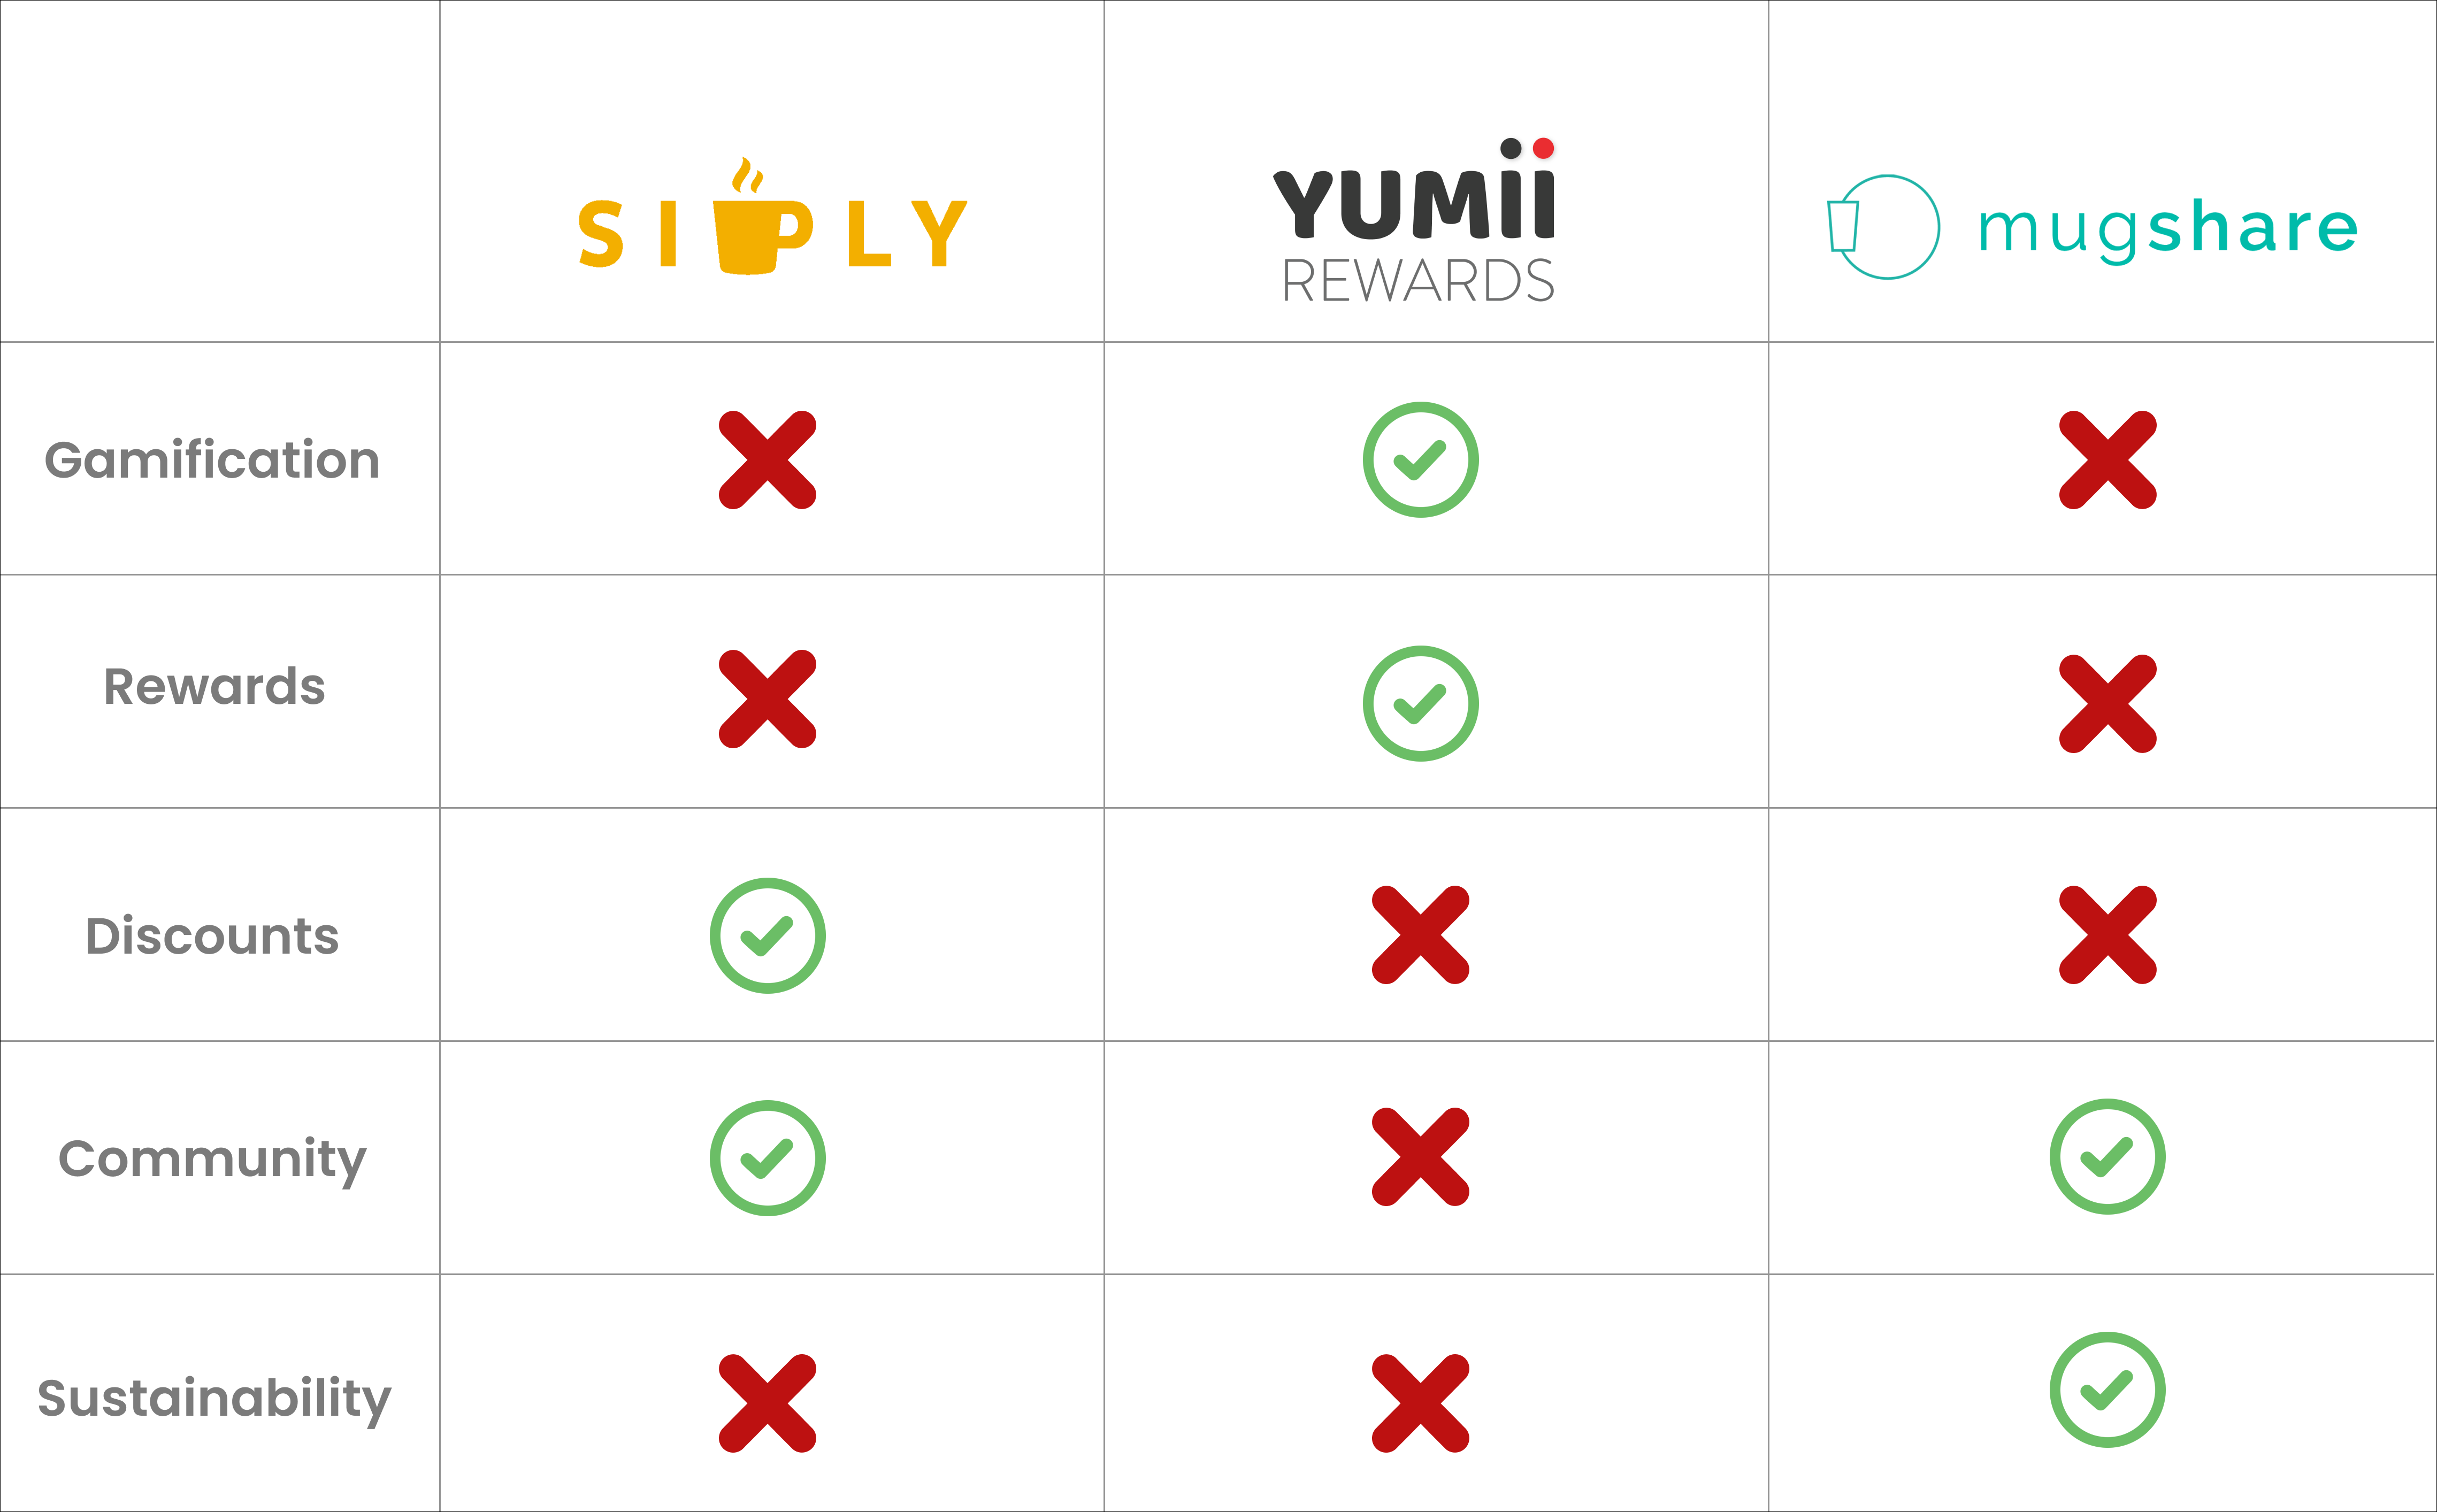 SIPLY
YUMii
REWARDS
mugshare
Gamification
Rewards
Discounts
Community
Sustainability